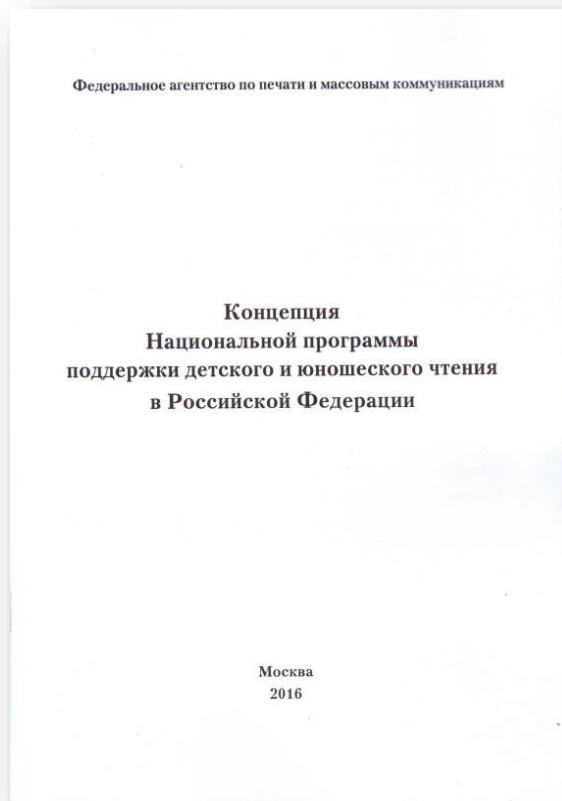 Федеральное агентство по печати и массовым коммуникациям
Концепция
Национальной программы
поддержки детского и юношеского чтения
в Российской Федерации
Москва
2016